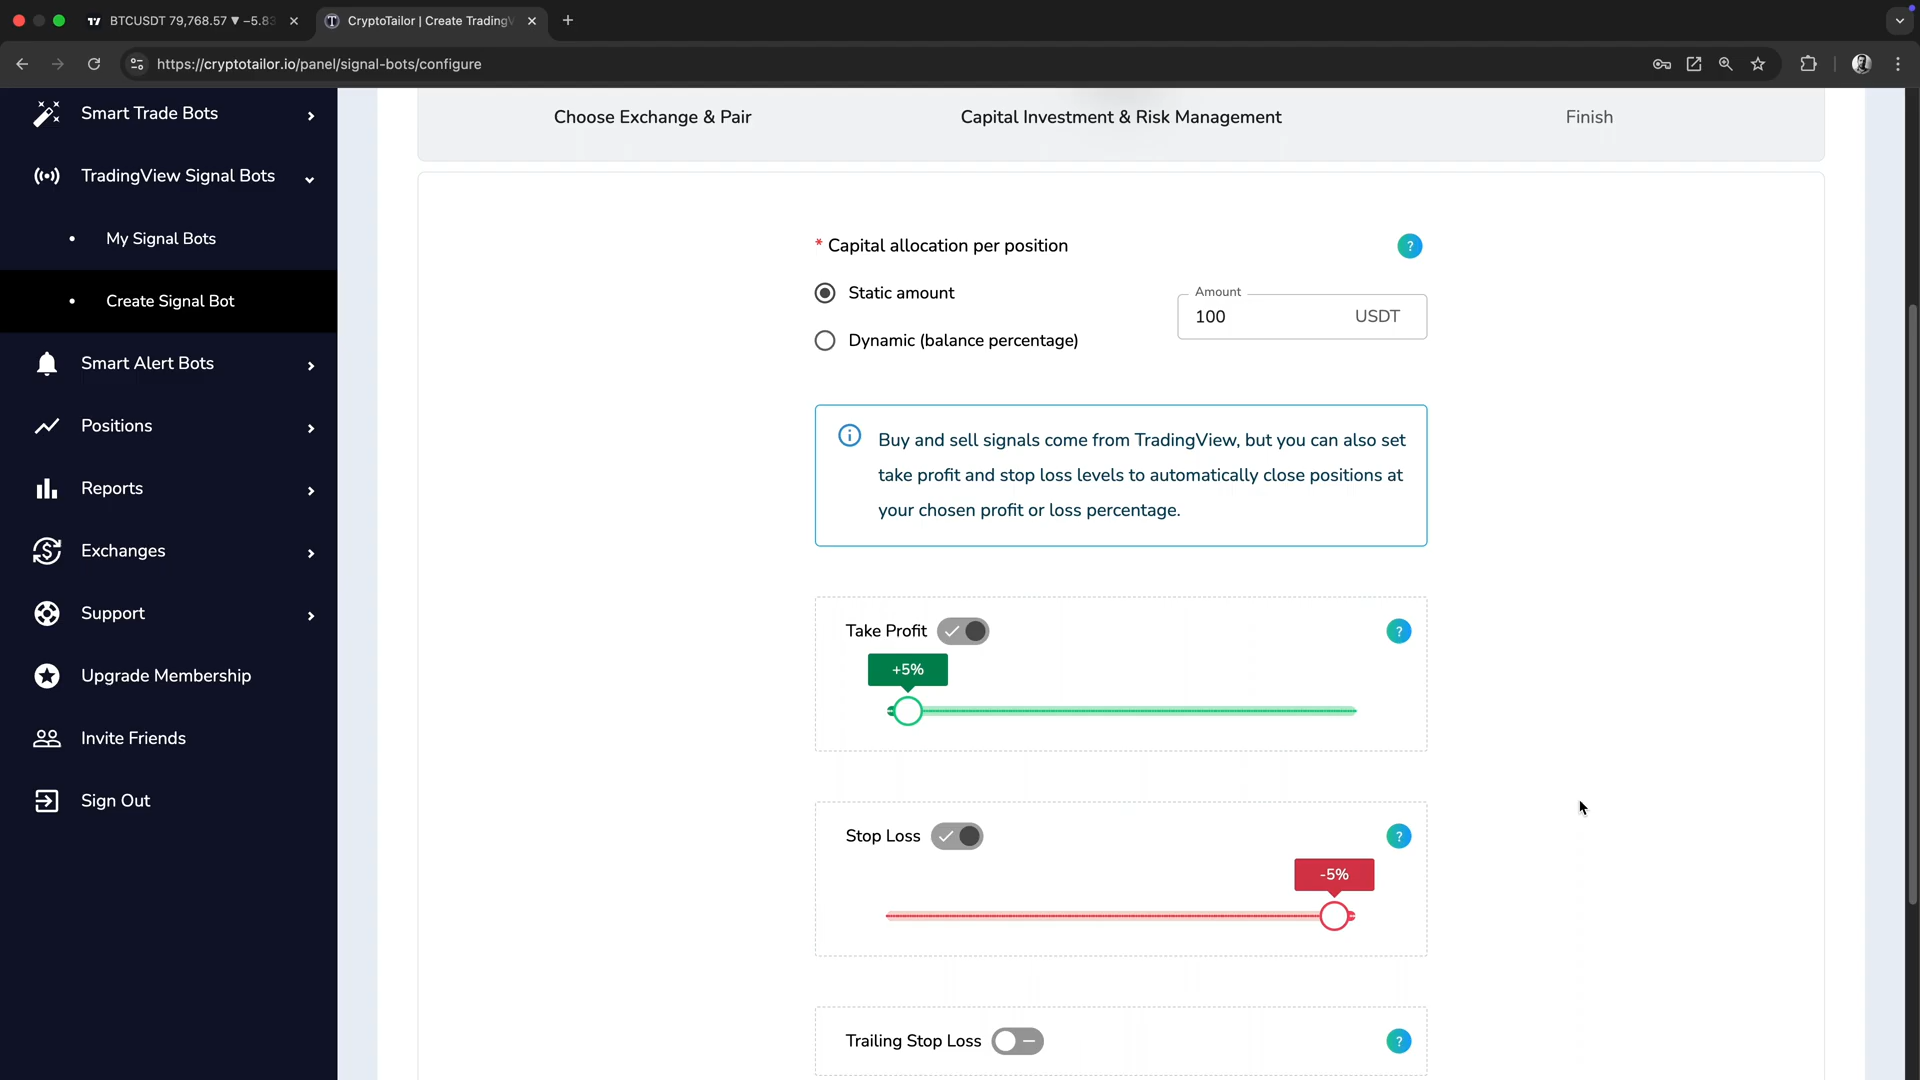 BTCUSDT 79,768.57 ▼ −5.83
CryptoTailor | Create TradingV
https://cryptotailor.io/panel/signal-bots/configure
Smart Trade Bots
TradingView Signal Bots
• My Signal Bots
• Create Signal Bot
Smart Alert Bots
Positions
Reports
Exchanges
Support
Upgrade Membership
Invite Friends
Sign Out
Choose Exchange & Pair
Capital Investment & Risk Management
Finish
* Capital allocation per position
?
Static amount
Dynamic (balance percentage)
Amount
100 USDT
Buy and sell signals come from TradingView, but you can also set
take profit and stop loss levels to automatically close positions at
your chosen profit or loss percentage.
Take Profit
?
+5%
Stop Loss
?
-5%
Trailing Stop Loss
?